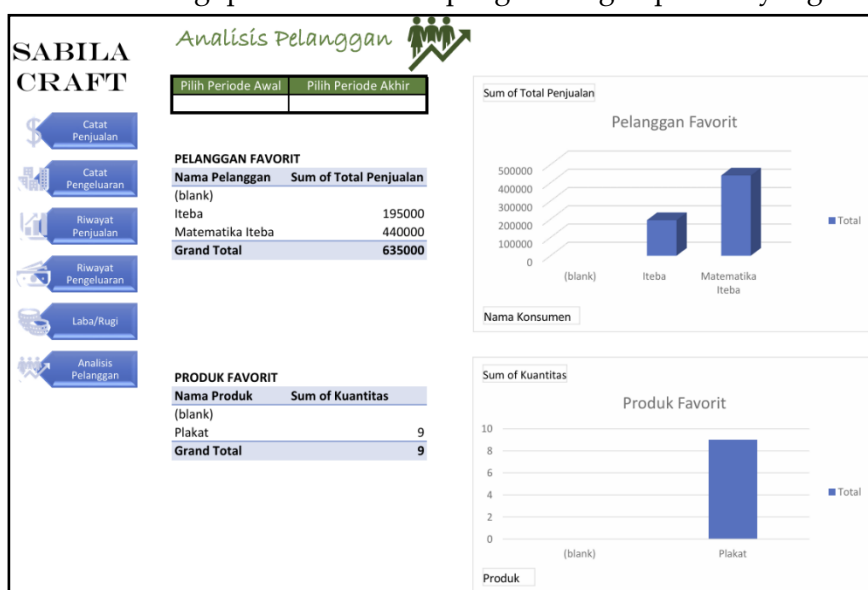 SABILA
CRAFT
Catat
Penjualan
Catat
Pengeluaran
Riwayat
Penjualan
Riwayat
Pengeluaran
Laba/Rugi
Analisis
Pelanggan
Analisis Pelanggan
Pilih Periode Awal Pilih Periode Akhir
PELANGGAN FAVORIT
Nama Pelanggan Sum of Total Penjualan
(blank)
Iteba 195000
Matematika Iteba 440000
Grand Total 635000
PRODUK FAVORIT
Nama Produk Sum of Kuantitas
(blank)
Plakat 9
Grand Total 9
Sum of Total Penjualan
Pelanggan Favorit
500000
400000
300000
200000
100000
0
(blank) Iteba Matematika
Iteba
Total
Nama Konsumen
Sum of Kuantitas
Produk Favorit
10
8
6
4
2
0
(blank) Plakat
Total
Produk